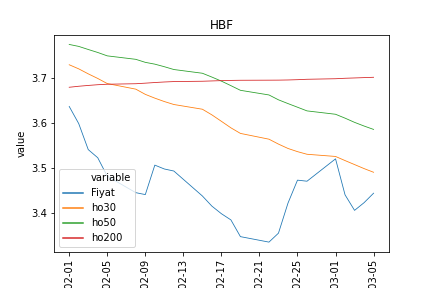 HBF
value
3.7
3.6
3.5
3.4
variable
Fiyat
ho30
ho50
ho200
02-01
02-05
02-09
02-13
02-17
02-21
02-25
03-01
03-05